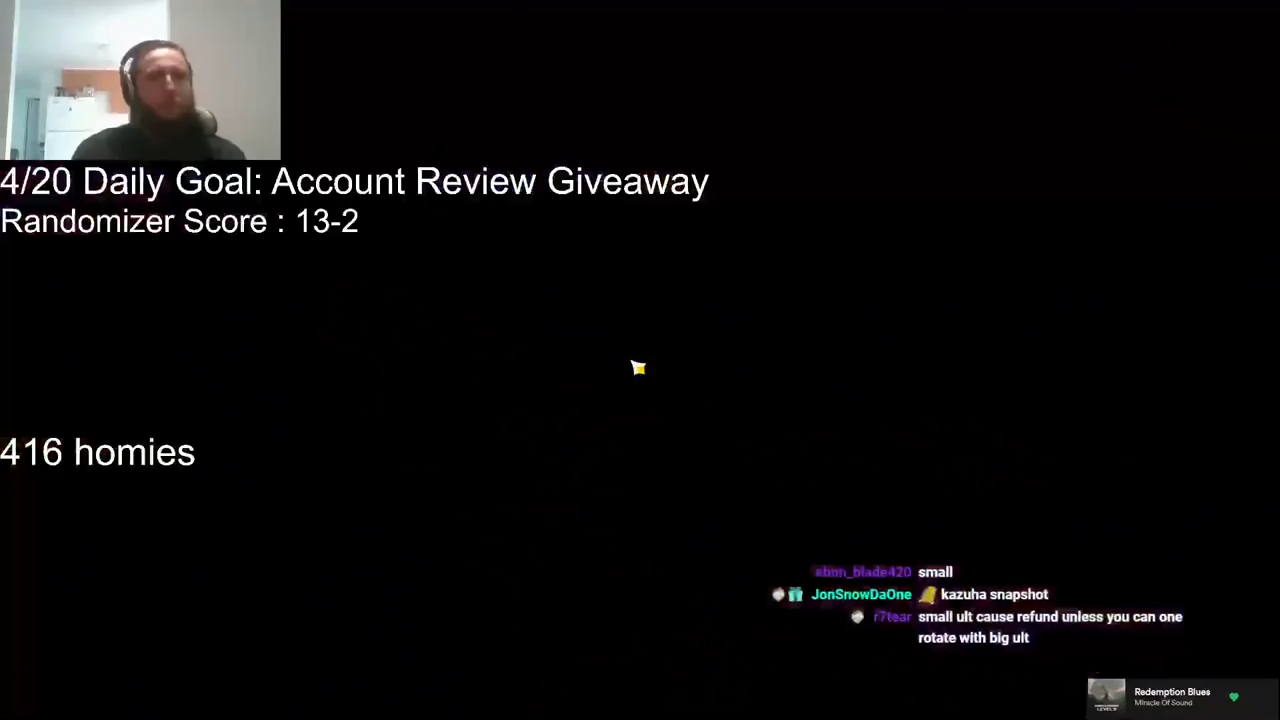 4/20 Daily Goal: Account Review Giveaway
Randomizer Score : 13-2
416 homies
small
JonSnowDaOne kazuha snapshot
r7tear small ult cause refund unless you can one
rotate with big ult
Redemption Blues
Miracle Of Sound